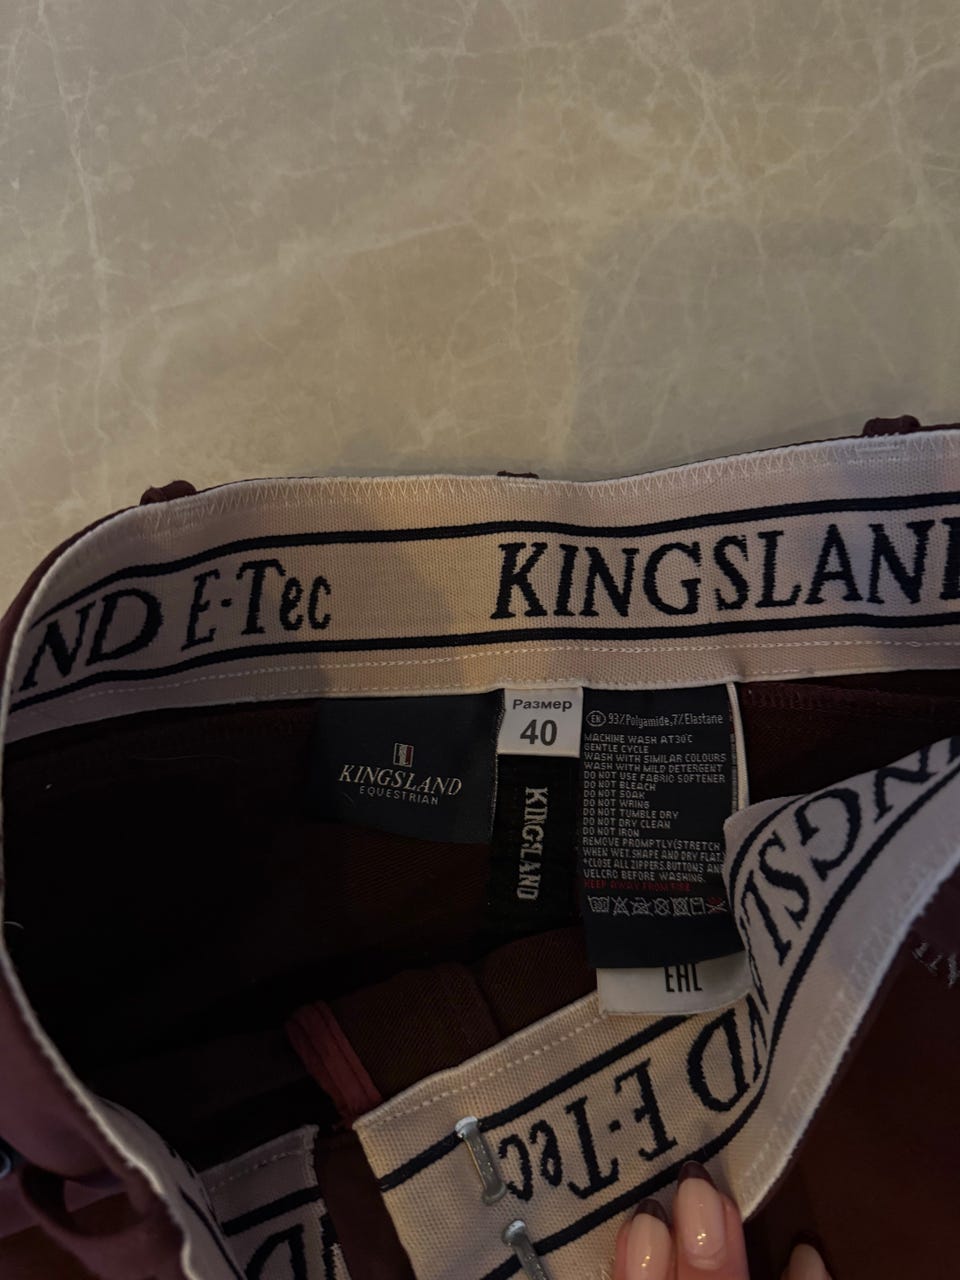 ND E-Tec
KINGSLAND
KINGSLAND
EQUESTRIAN
Размер
40
KINGSLAND
EN 93% Polyamide, 7% Elastane
MACHINE WASH AT 30°C
GENTLE CYCLE
WASH WITH SIMILAR COLOURS
WASH WITH MILD DETERGENT
DO NOT USE FABRIC SOFTENER
DO NOT BLEACH
DO NOT SOAK
DO NOT WRING
DO NOT TUMBLE DRY
DO NOT DRY CLEAN
DO NOT IRON
REMOVE PROMPTLY(STRETCH
WHEN WET, SHAPE AND DRY FLAT.
*CLOSE ALL ZIPPERS,BUTTONS AN
VELCRO BEFORE WASHING.
KEEP AWAY FROM FIRE
EAC
NGSL
ND E-Tec